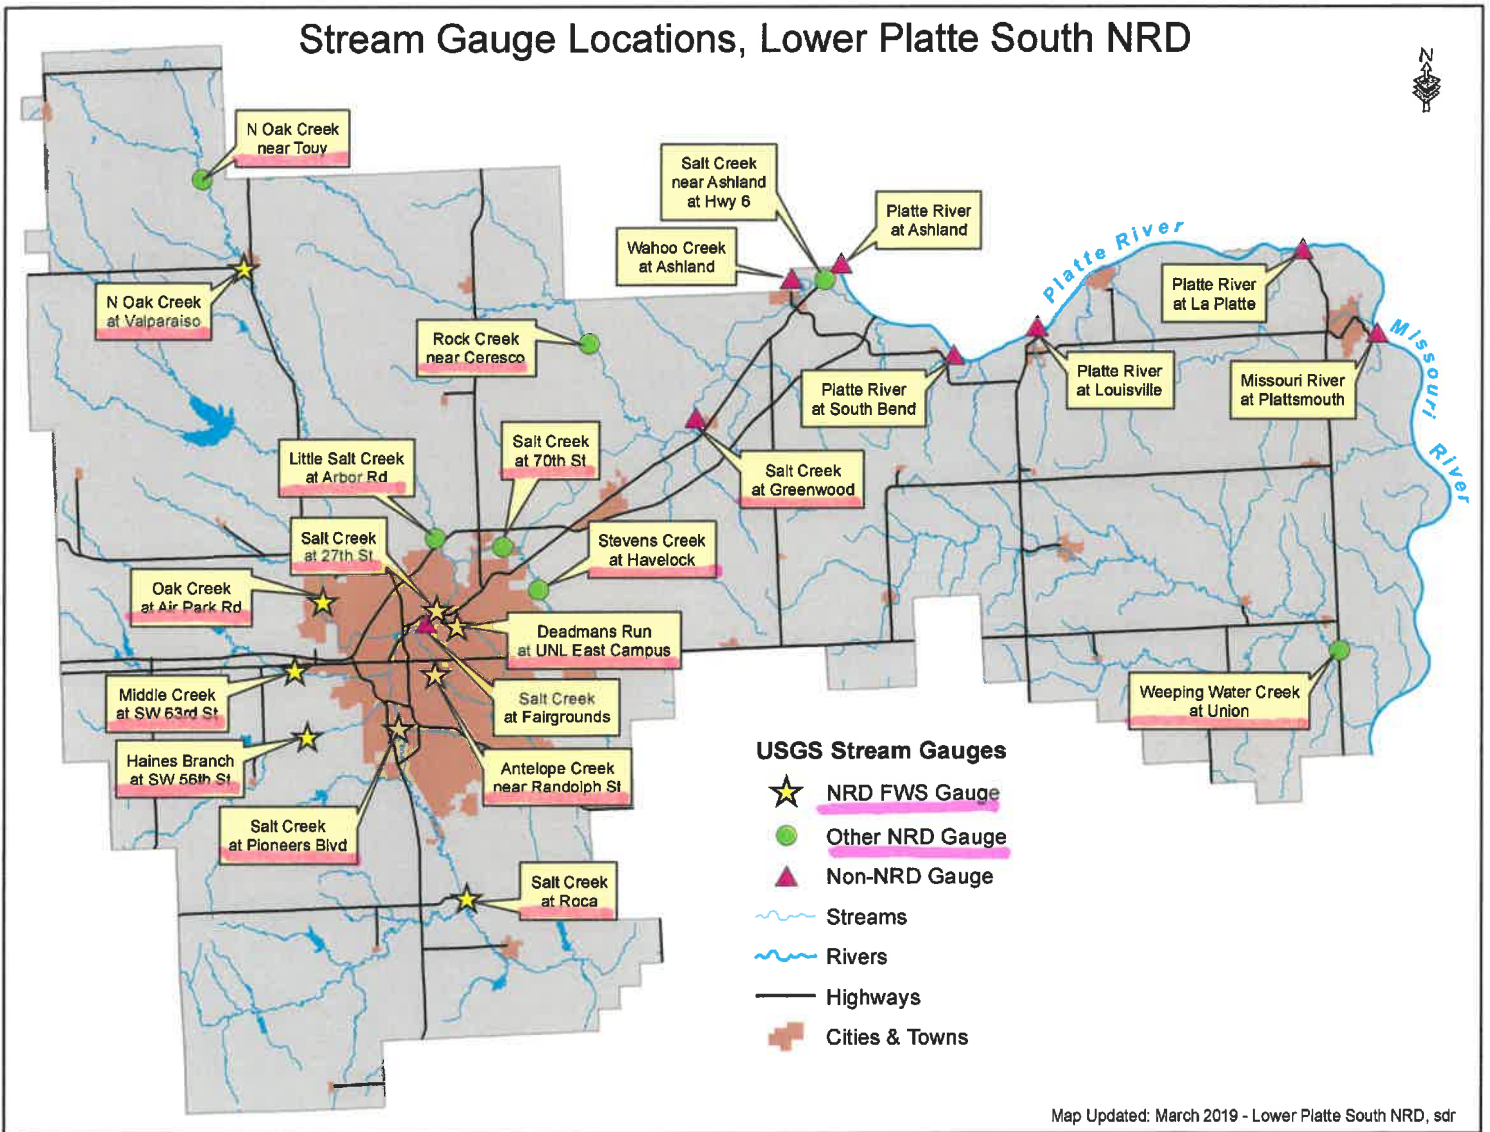 Stream Gauge Locations, Lower Platte South NRD
N
N Oak Creek
near Touy
Salt Creek
near Ashland
at Hwy 6
Platte River
at Ashland
Wahoo Creek
at Ashland
Platte River
Platte River
at La Platte
N Oak Creek
at Valparaiso
Rock Creek
near Ceresco
Platte River
at South Bend
Platte River
at Louisville
Missouri River
at Plattsmouth
Missouri River
Little Salt Creek
at Arbor Rd
Salt Creek
at 70th St
Salt Creek
at Greenwood
Salt Creek
at 27th St
Stevens Creek
at Havelock
Oak Creek
at Air Park Rd
Deadmans Run
at UNL East Campus
Middle Creek
at SW 63rd St
Salt Creek
at Fairgrounds
Weeping Water Creek
at Union
Haines Branch
at SW 56th St
Antelope Creek
near Randolph St
Salt Creek
at Pioneers Blvd
Salt Creek
at Roca
USGS Stream Gauges
NRD FWS Gauge
Other NRD Gauge
Non-NRD Gauge
Streams
Rivers
Highways
Cities & Towns
Map Updated: March 2019 - Lower Platte South NRD, sdr